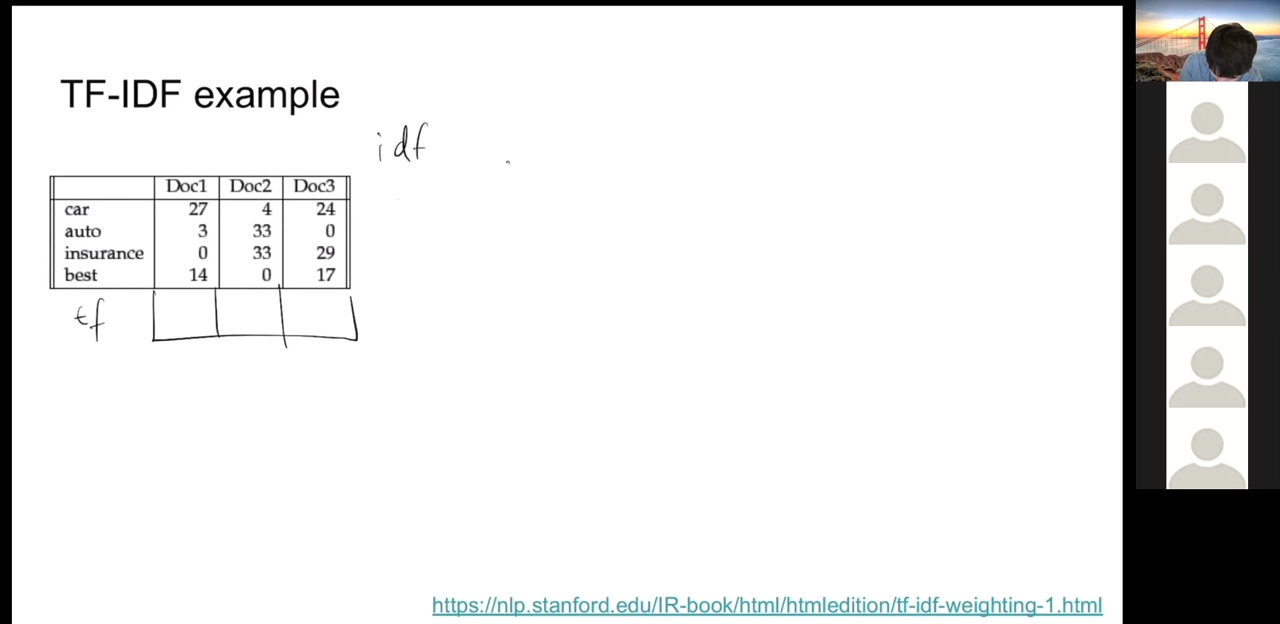 TF-IDF example
idf
Doc1 Doc2 Doc3
car 27 4 24
auto 3 33 0
insurance 0 33 29
best 14 0 17
tf
https://nlp.stanford.edu/IR-book/html/htmledition/tf-idf-weighting-1.html